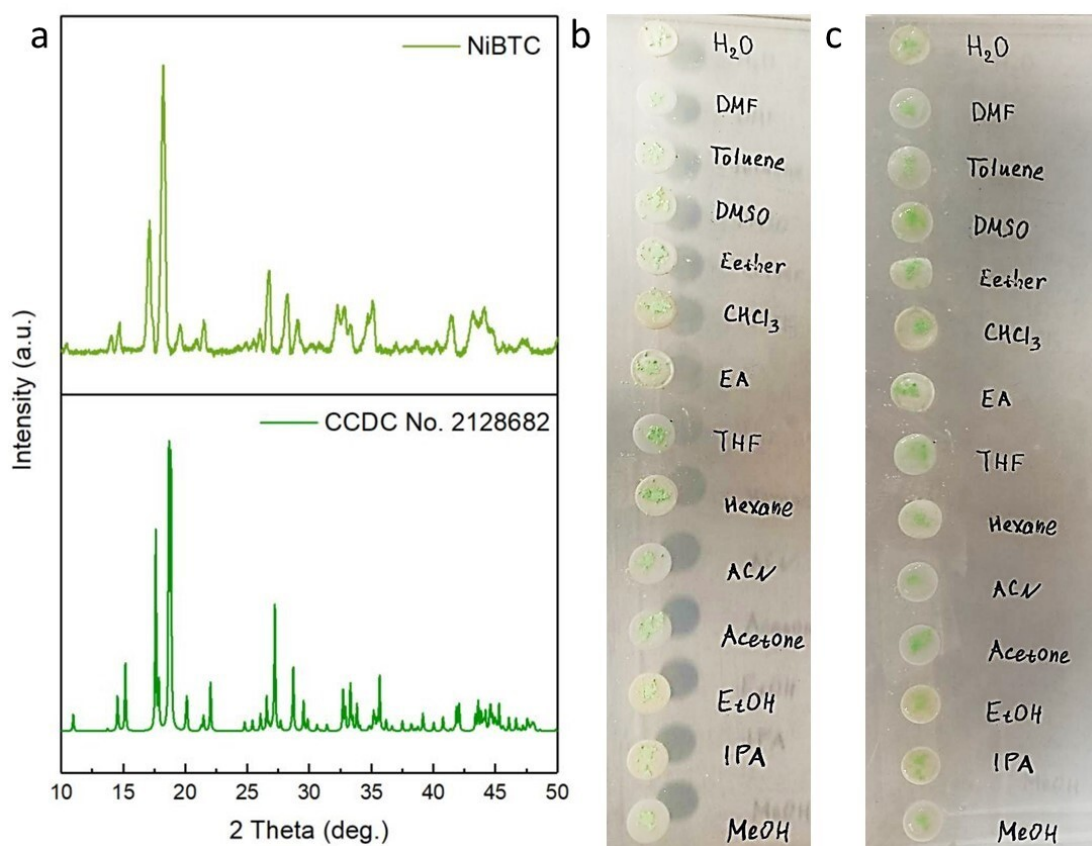 a
NiBTC
CCDC No. 2128682
Intensity (a.u.)
10 15 20 25 30 35 40 45 50
2 Theta (deg.)
b
H₂O
DMF
Toluene
DMSO
Eether
CHCl₃
EA
THF
Hexane
ACN
Acetone
EtOH
IPA
MeOH
c
H₂O
DMF
Toluene
DMSO
Eether
CHCl₃
EA
THF
Hexane
ACN
Acetone
EtOH
IPA
MeOH